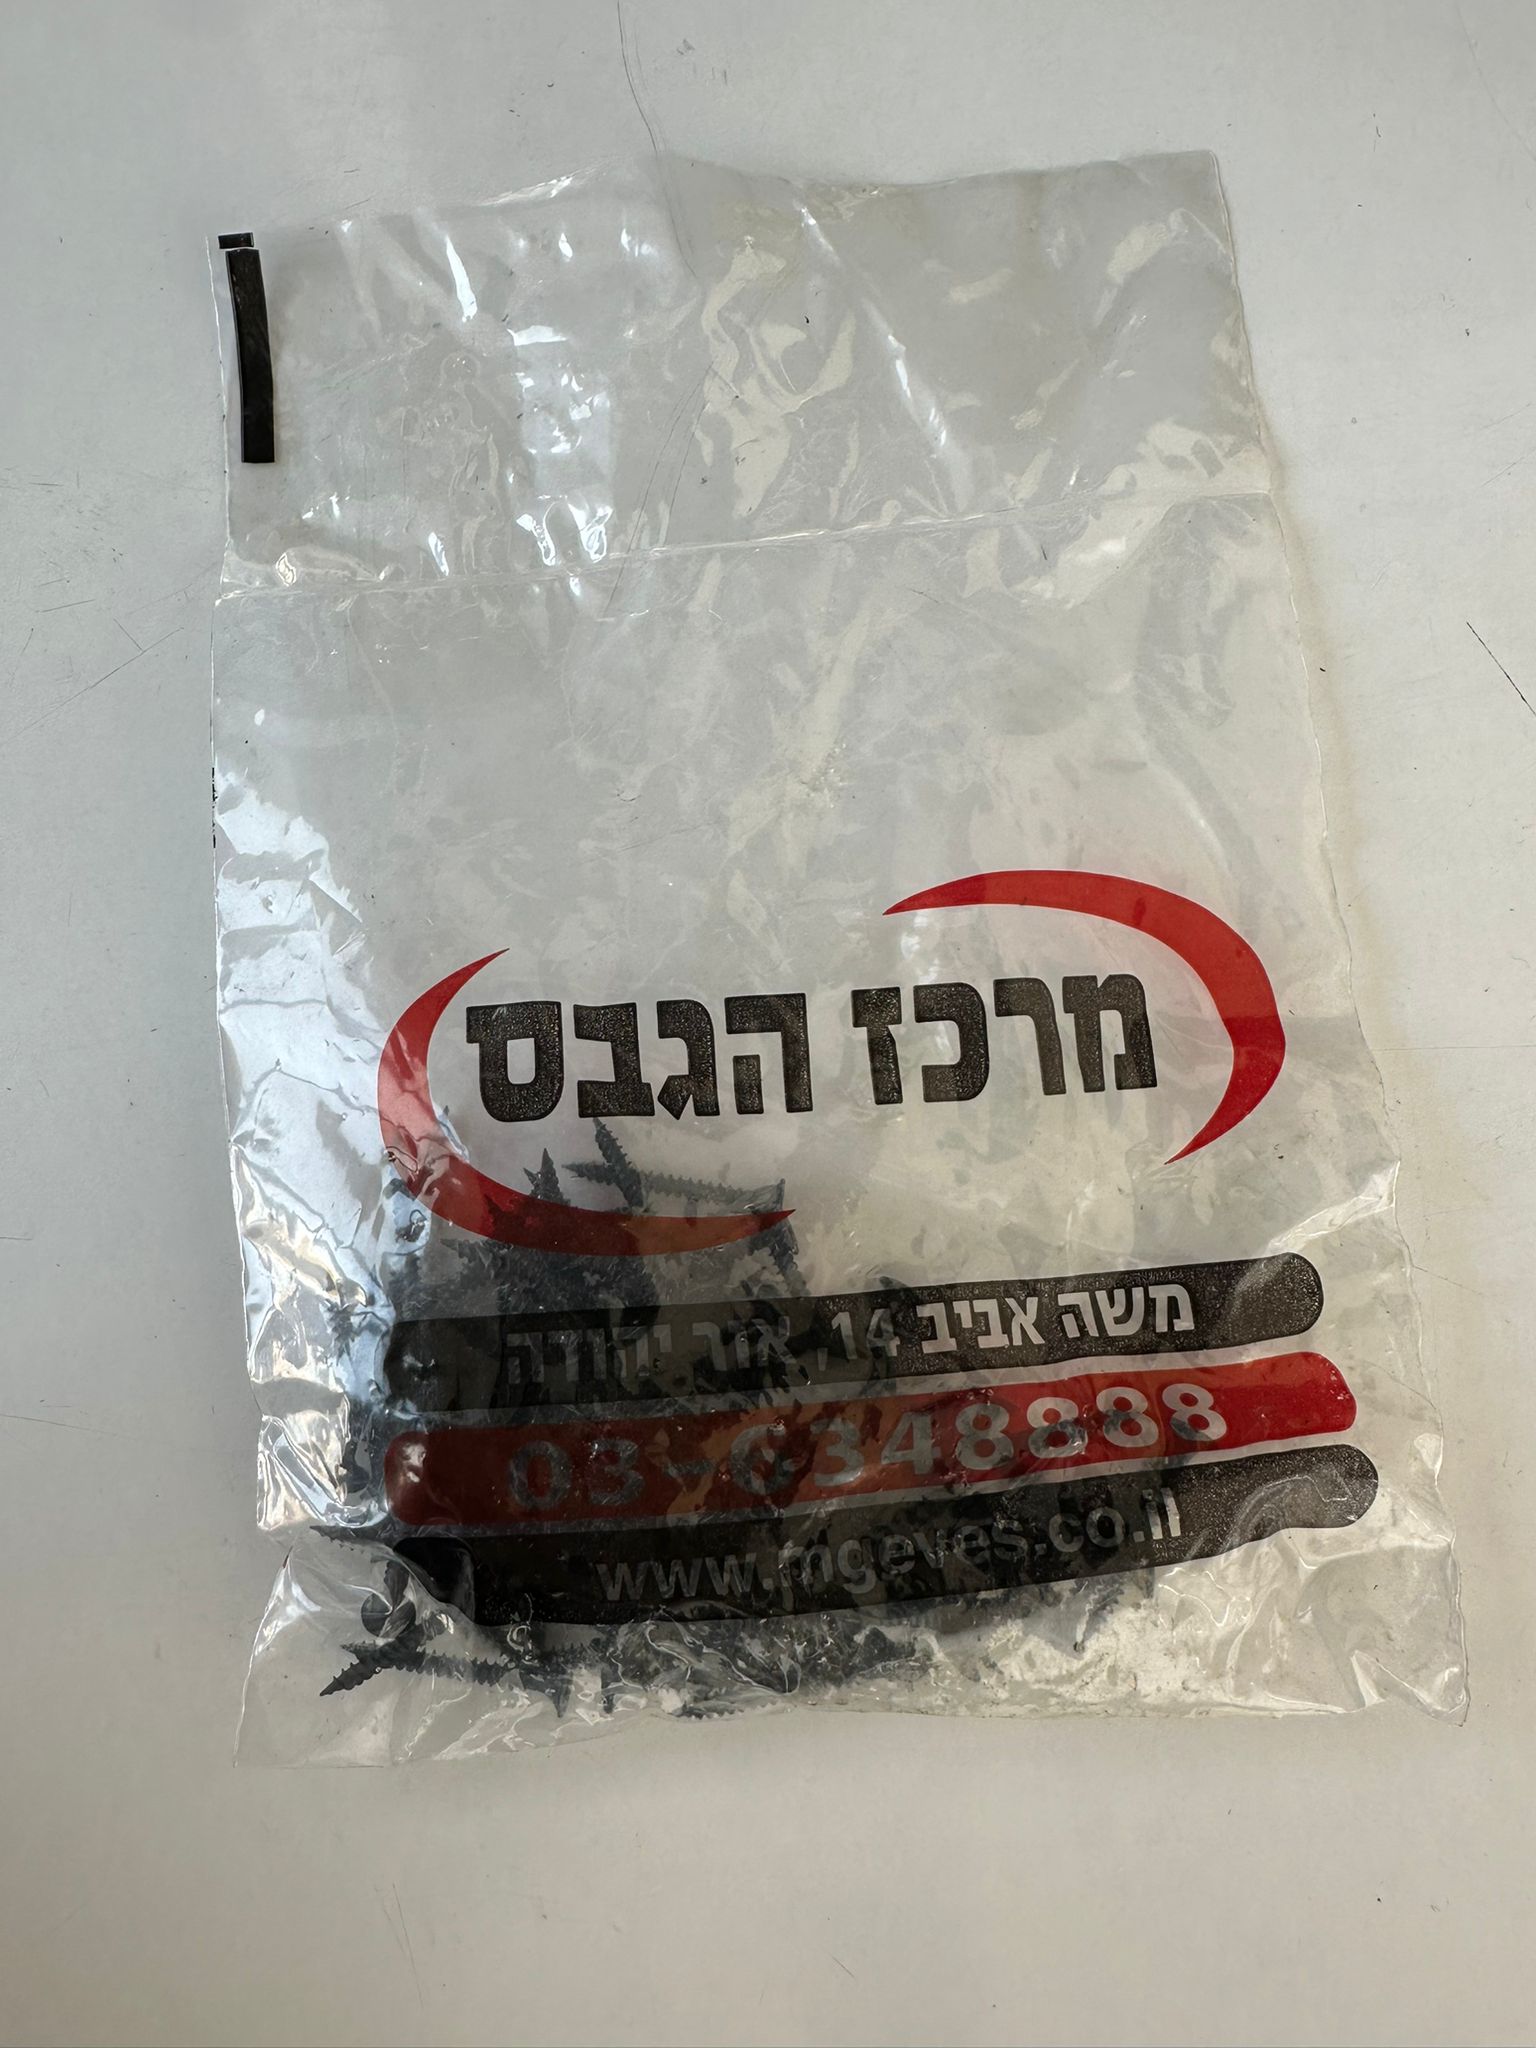 מרכז הגבס
משה אביב 14, אור יהודה
03-6348888
www.mgeves.co.il